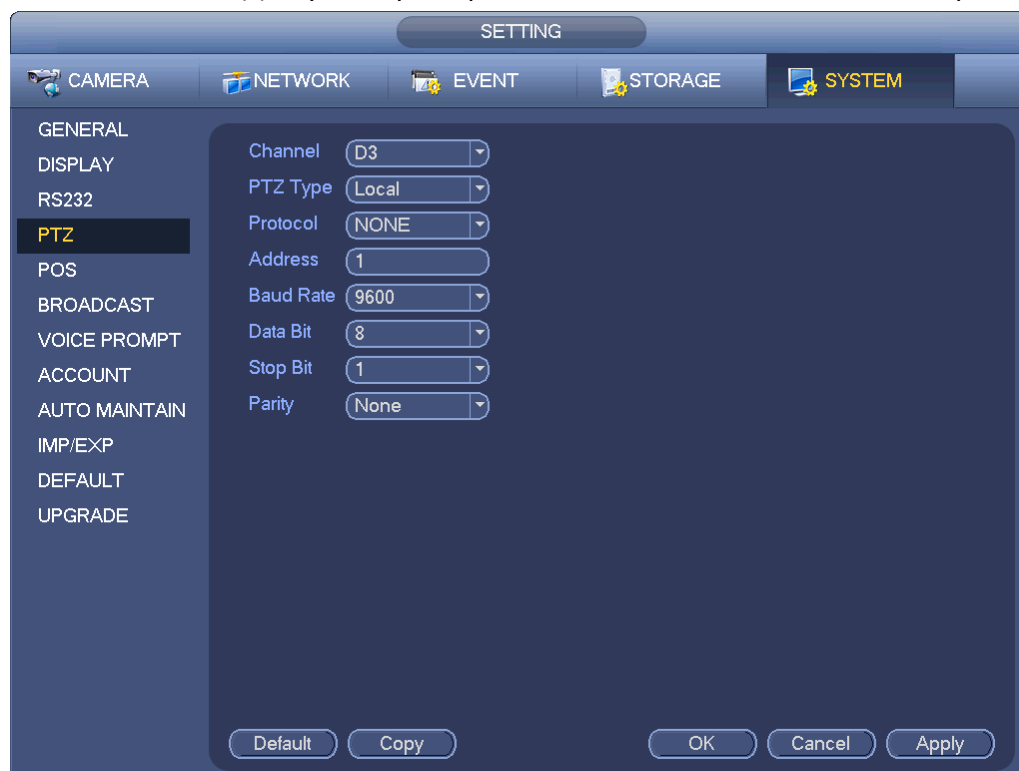 SETTING
CAMERA NETWORK EVENT STORAGE SYSTEM
GENERAL
DISPLAY
RS232
PTZ
POS
BROADCAST
VOICE PROMPT
ACCOUNT
AUTO MAINTAIN
IMP/EXP
DEFAULT
UPGRADE
Channel D3
PTZ Type Local
Protocol NONE
Address 1
Baud Rate 9600
Data Bit 8
Stop Bit 1
Parity None
Default Copy OK Cancel Apply